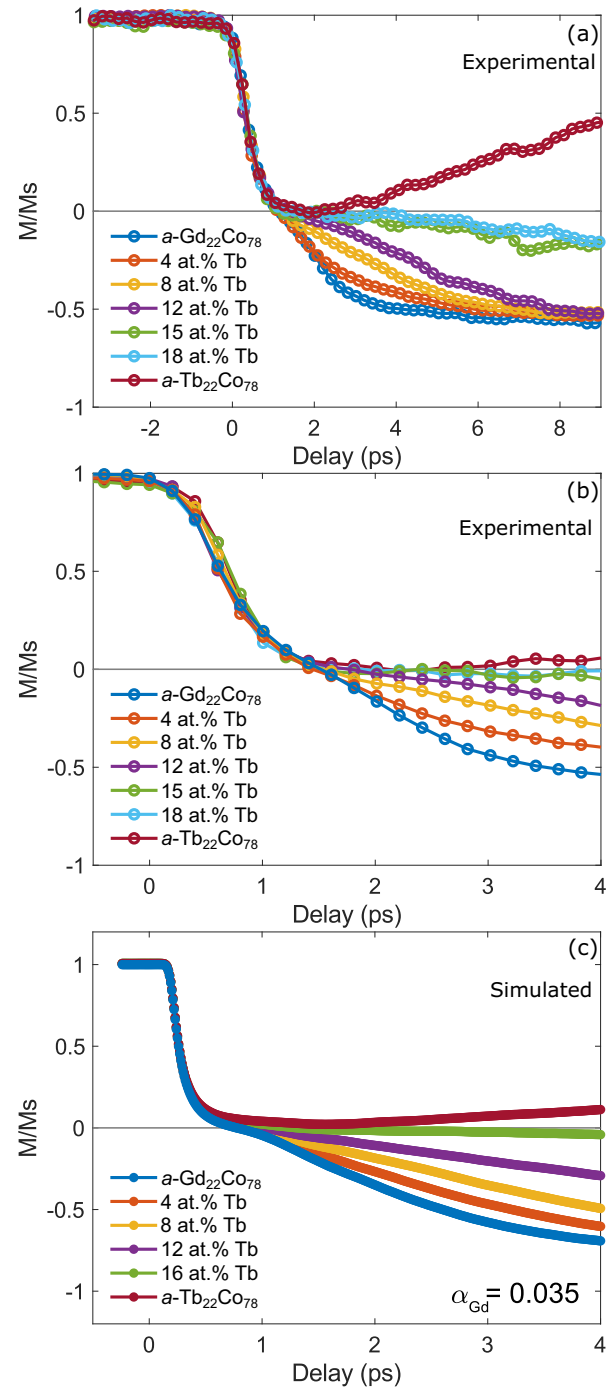 (a)
Experimental
M/Ms
1
0.5
0
-0.5
-1
a-Gd22Co78
4 at.% Tb
8 at.% Tb
12 at.% Tb
15 at.% Tb
18 at.% Tb
a-Tb22Co78
-2 0 2 4 6 8
Delay (ps)
(b)
Experimental
M/Ms
1
0.5
0
-0.5
-1
a-Gd22Co78
4 at.% Tb
8 at.% Tb
12 at.% Tb
15 at.% Tb
18 at.% Tb
a-Tb22Co78
0 1 2 3 4
Delay (ps)
(c)
Simulated
M/Ms
1
0.5
0
-0.5
-1
a-Gd22Co78
4 at.% Tb
8 at.% Tb
12 at.% Tb
16 at.% Tb
a-Tb22Co78
αGd = 0.035
0 1 2 3 4
Delay (ps)